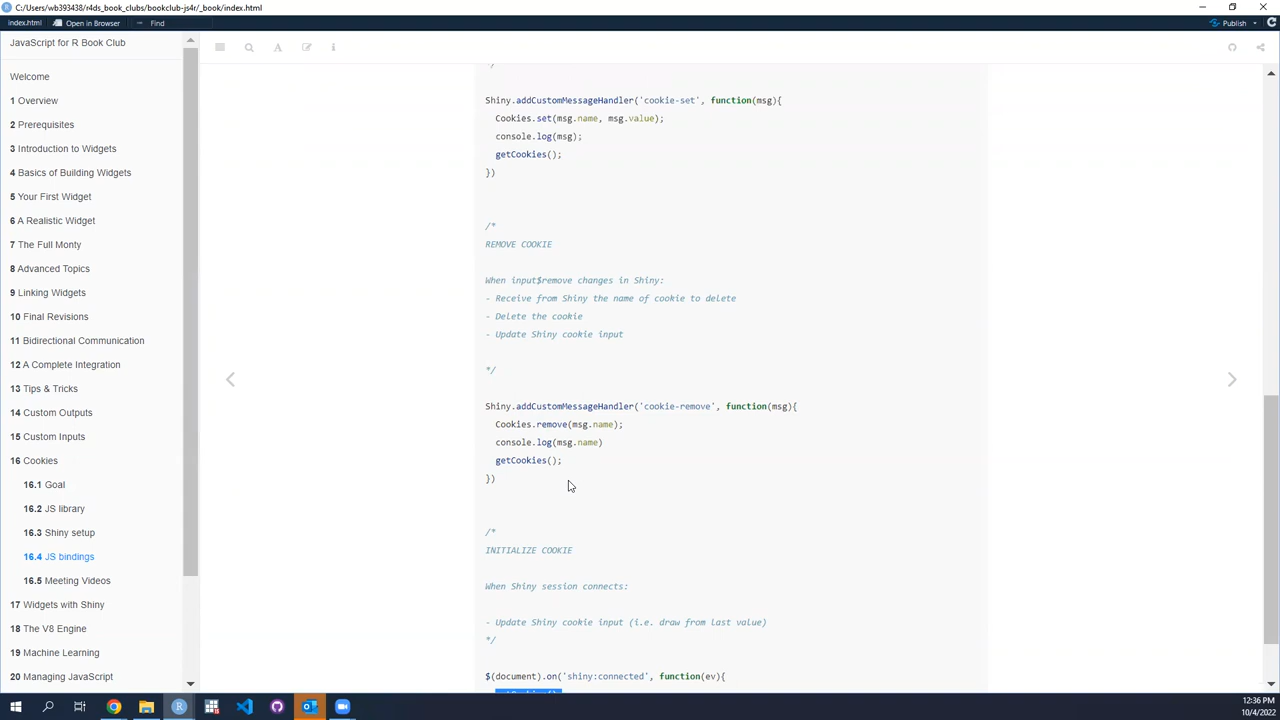 C:/Users/wb393438/r4ds_book_clubs/bookclub-js4r/_book/index.html
index.html
Open in Browser
Find
Publish
JavaScript for R Book Club
Welcome
1 Overview
2 Prerequisites
3 Introduction to Widgets
4 Basics of Building Widgets
5 Your First Widget
6 A Realistic Widget
7 The Full Monty
8 Advanced Topics
9 Linking Widgets
10 Final Revisions
11 Bidirectional Communication
12 A Complete Integration
13 Tips & Tricks
14 Custom Outputs
15 Custom Inputs
16 Cookies
16.1 Goal
16.2 JS library
16.3 Shiny setup
16.4 JS bindings
16.5 Meeting Videos
17 Widgets with Shiny
18 The V8 Engine
19 Machine Learning
20 Managing JavaScript
*/
Shiny.addCustomMessageHandler('cookie-set', function(msg){
Cookies.set(msg.name, msg.value);
console.log(msg);
getCookies();
})
/*
REMOVE COOKIE
When input$remove changes in Shiny:
- Receive from Shiny the name of cookie to delete
- Delete the cookie
- Update Shiny cookie input
*/
Shiny.addCustomMessageHandler('cookie-remove', function(msg){
Cookies.remove(msg.name);
console.log(msg.name)
getCookies();
})
/*
INITIALIZE COOKIE
When Shiny session connects:
- Update Shiny cookie input (i.e. draw from last value)
*/
$(document).on('shiny:connected', function(ev){
12:36 PM
10/4/2022